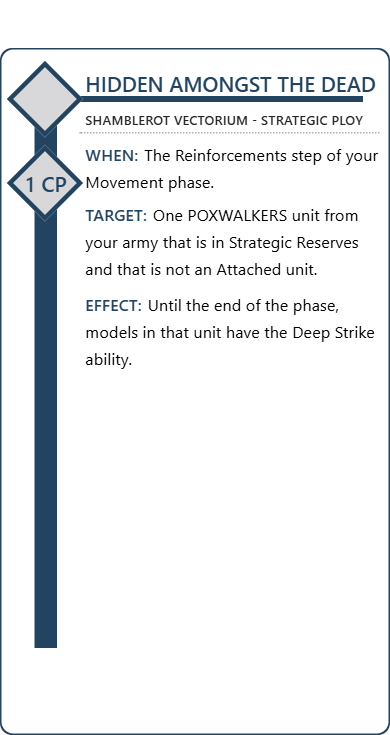 HIDDEN AMONGST THE DEAD
SHAMBLEROT VECTORIUM - STRATEGIC PLOY
1 CP
WHEN: The Reinforcements step of your
Movement phase.
TARGET: One POXWALKERS unit from
your army that is in Strategic Reserves
and that is not an Attached unit.
EFFECT: Until the end of the phase,
models in that unit have the Deep Strike
ability.